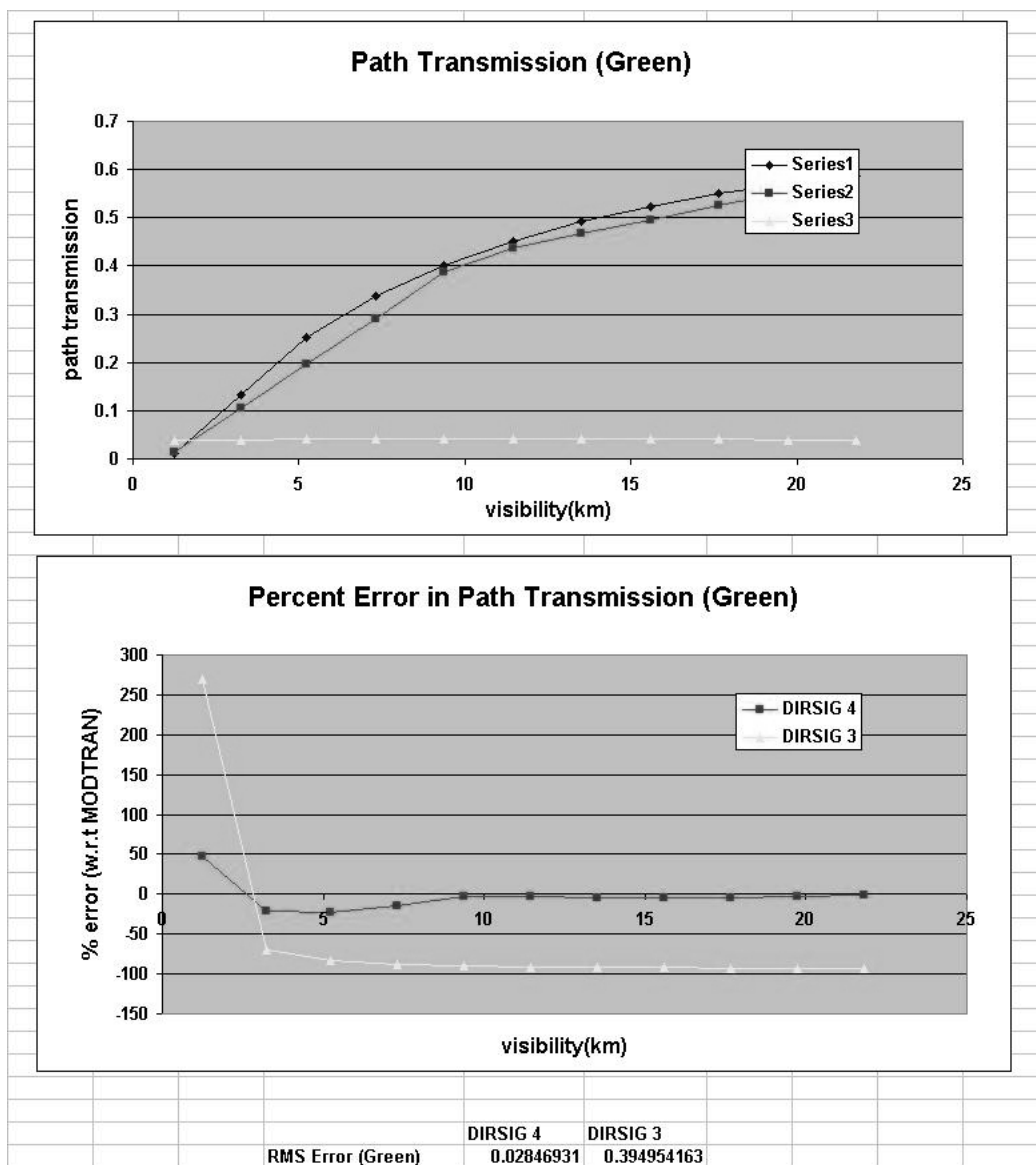 Path Transmission (Green)
0.7
0.6
0.5
0.4
0.3
0.2
0.1
0
path transmission
Series1
Series2
Series3
0 5 10 15 20 25
visibility(km)
Percent Error in Path Transmission (Green)
300
250
200
150
100
50
0
-50
-100
-150
% error (w.r.t MODTRAN)
DIRSIG 4
DIRSIG 3
0 5 10 15 20 25
visibility(km)
DIRSIG 4 DIRSIG 3
RMS Error (Green) 0.02846931 0.394954163